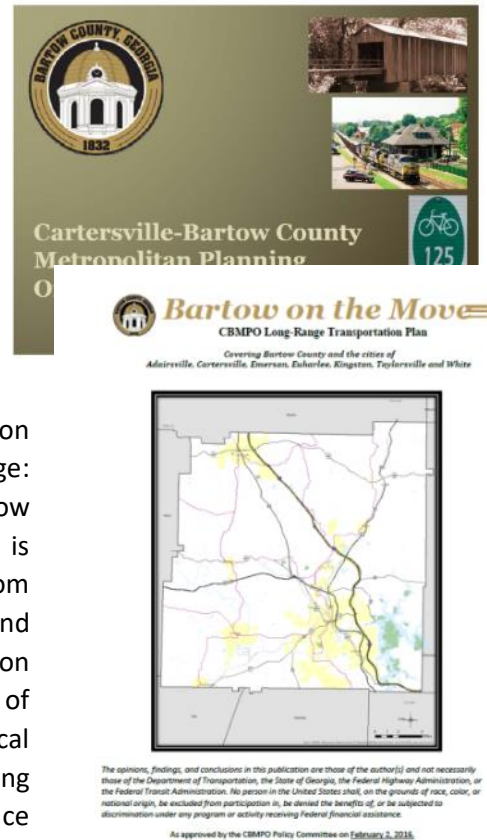 BARTOW COUNTY, GEORGIA
1832
Cartersville-Bartow County
Metropolitan Planning
O
125
Bartow on the Move
CBMPO Long-Range Transportation Plan
Covering Bartow County and the cities of
Adairsville, Cartersville, Emerson, Euharlee, Kingston, Taylorsville and White
on
ge:
ow
is
om
nd
on
of
cal
ng
ce
The opinions, findings, and conclusions in this publication are those of the author(s) and not necessarily
those of the Department of Transportation, the State of Georgia, the Federal Highway Administration, or
the Federal Transit Administration. No person in the United States shall, on the grounds of race, color, or
national origin, be excluded from participation in, be denied the benefits of, or be subjected to
discrimination under any program or activity receiving Federal financial assistance.
As approved by the CBMPO Policy Committee on February 2, 2016.